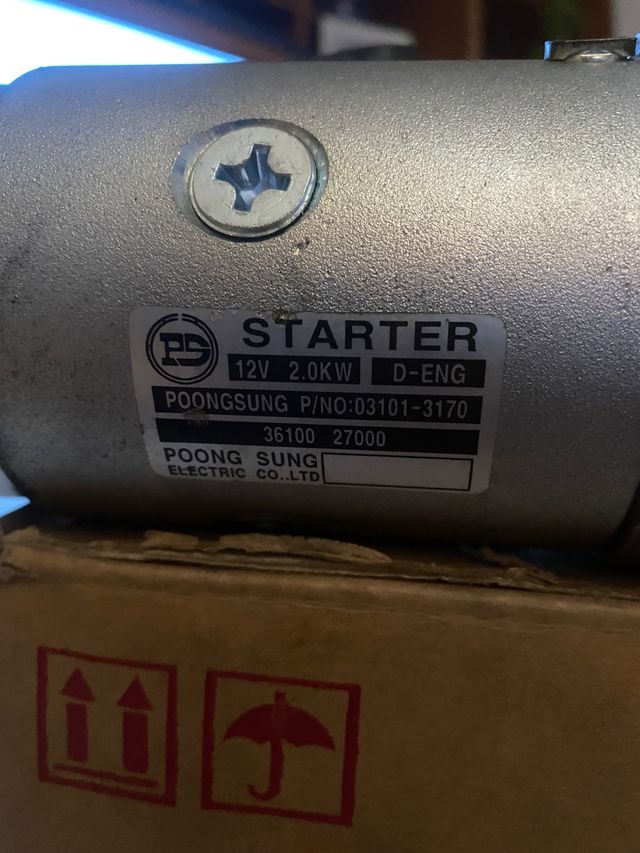 PS
STARTER
12V 2.0KW D-ENG
POONGSUNG P/NO:03101-3170
36100 27000
POONG SUNG
ELECTRIC CO.,LTD